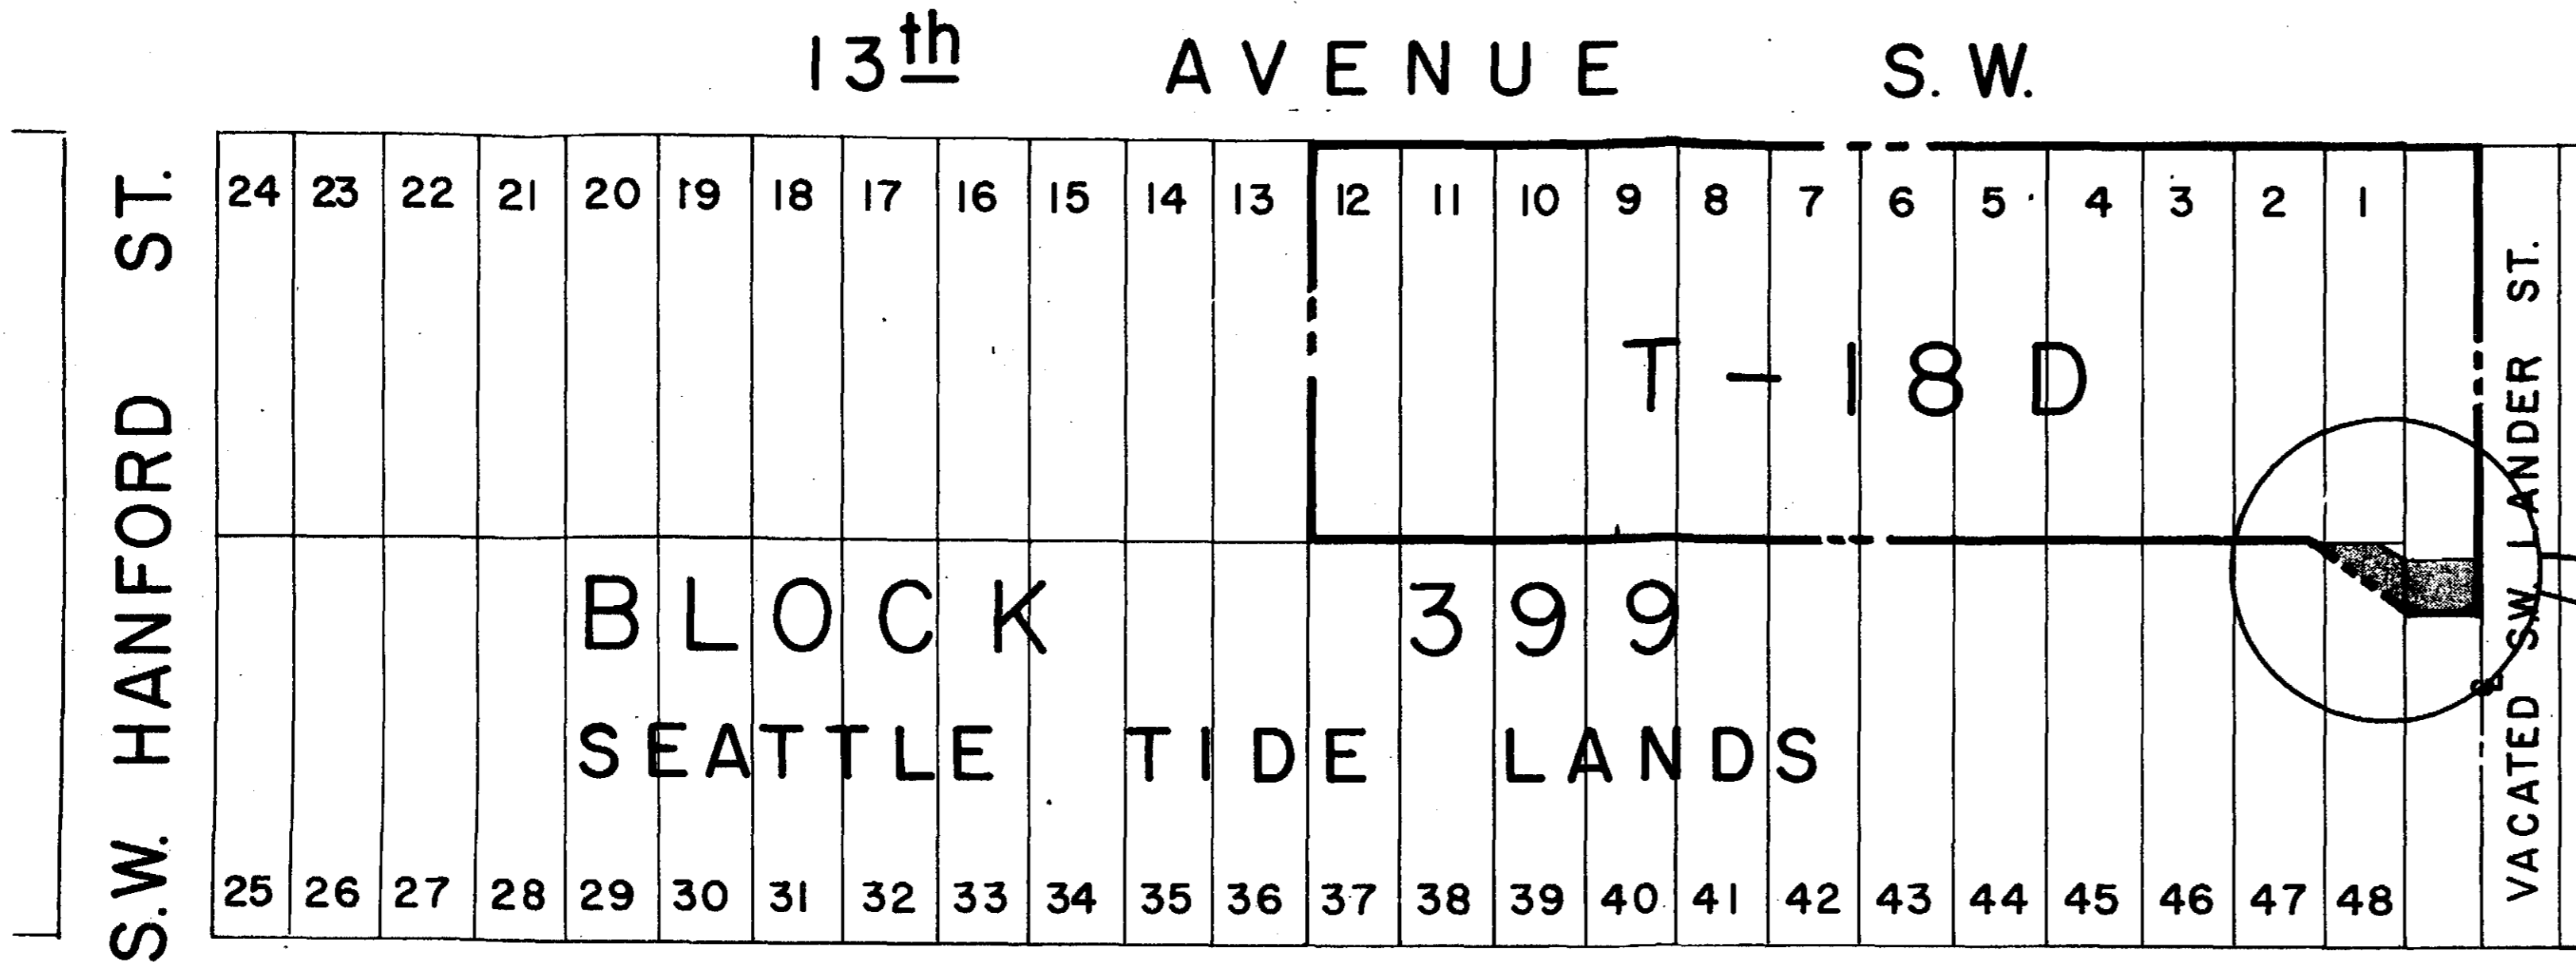 13th AVENUE S.W.
S.W. HANFORD ST.
24 23 22 21 20 19 18 17 16 15 14 13 12 11 10 9 8 7 6 5 4 3 2 1
T-18D
BLOCK 399
SEATTLE TIDE LANDS
25 26 27 28 29 30 31 32 33 34 35 36 37 38 39 40 41 42 43 44 45 46 47 48
VACATED SW LANDER ST.